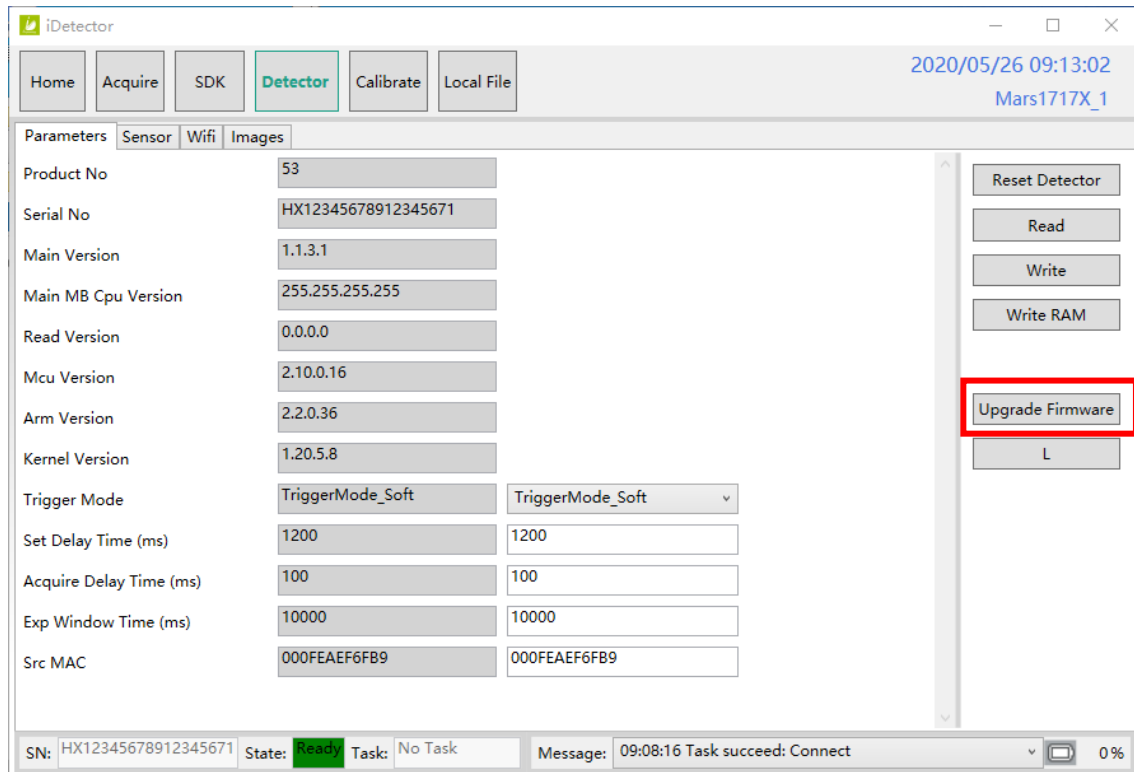 iDetector
Home Acquire SDK Detector Calibrate Local File
2020/05/26 09:13:02
Mars1717X_1
Parameters Sensor Wifi Images
Product No 53
Serial No HX12345678912345671
Main Version 1.1.3.1
Main MB Cpu Version 255.255.255.255
Read Version 0.0.0.0
Mcu Version 2.10.0.16
Arm Version 2.2.0.36
Kernel Version 1.20.5.8
Trigger Mode TriggerMode_Soft TriggerMode_Soft
Set Delay Time (ms) 1200 1200
Acquire Delay Time (ms) 100 100
Exp Window Time (ms) 10000 10000
Src MAC 000FEAEF6FB9 000FEAEF6FB9
Reset Detector
Read
Write
Write RAM
Upgrade Firmware
L
SN: HX12345678912345671 State: Ready Task: No Task Message: 09:08:16 Task succeed: Connect 0%